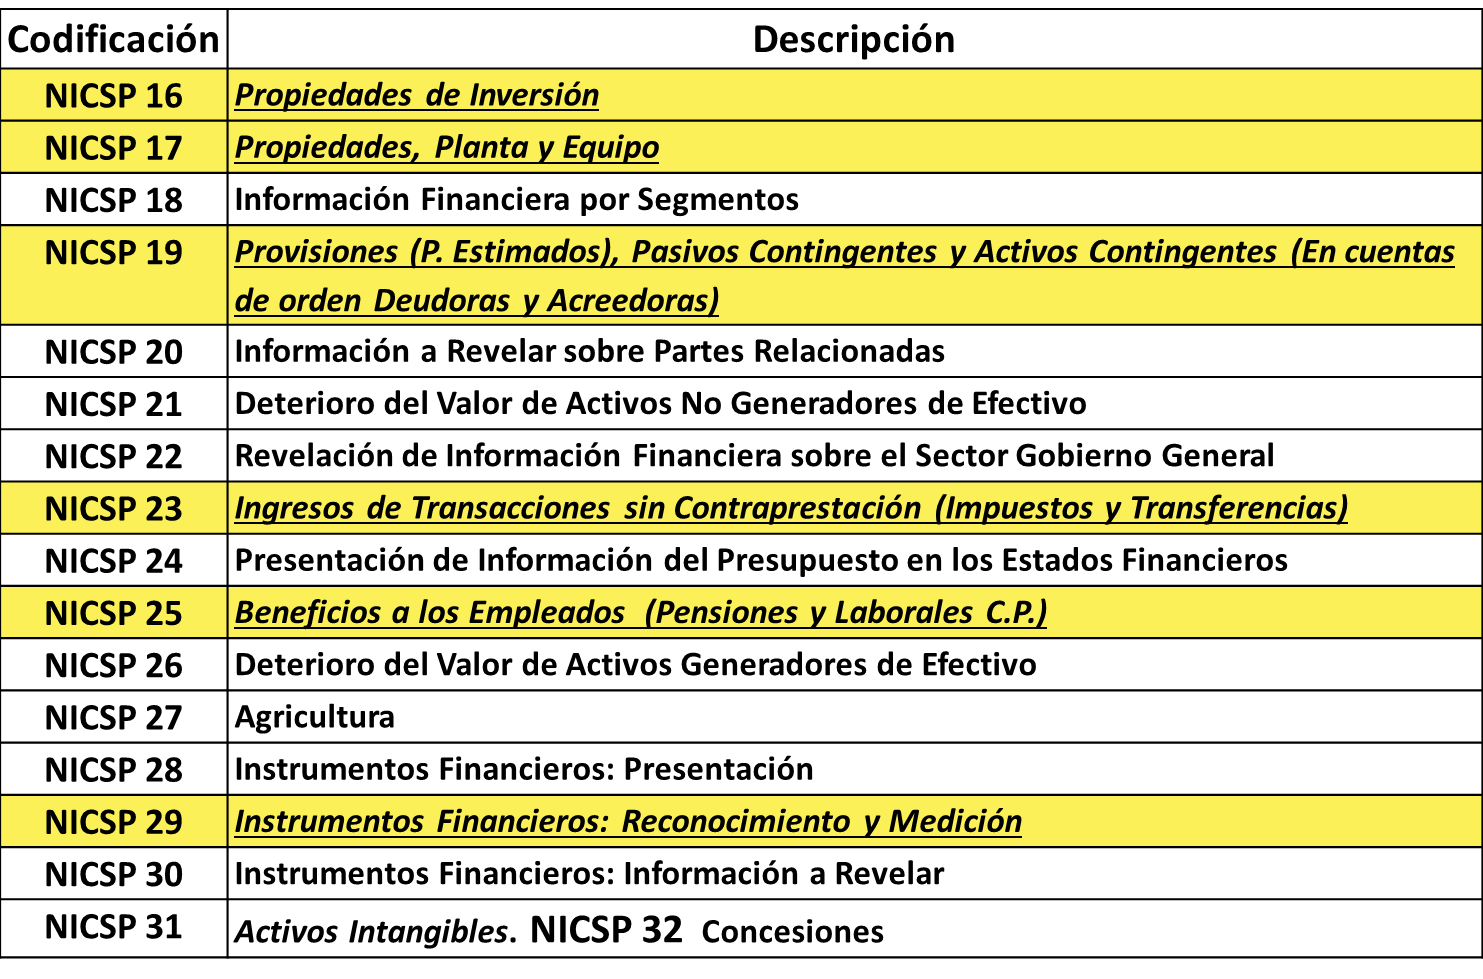 Codificación Descripción
NICSP 16 Propiedades de Inversión
NICSP 17 Propiedades, Planta y Equipo
NICSP 18 Información Financiera por Segmentos
NICSP 19 Provisiones (P. Estimados), Pasivos Contingentes y Activos Contingentes (En cuentas
de orden Deudoras y Acreedoras)
NICSP 20 Información a Revelar sobre Partes Relacionadas
NICSP 21 Deterioro del Valor de Activos No Generadores de Efectivo
NICSP 22 Revelación de Información Financiera sobre el Sector Gobierno General
NICSP 23 Ingresos de Transacciones sin Contraprestación (Impuestos y Transferencias)
NICSP 24 Presentación de Información del Presupuesto en los Estados Financieros
NICSP 25 Beneficios a los Empleados (Pensiones y Laborales C.P.)
NICSP 26 Deterioro del Valor de Activos Generadores de Efectivo
NICSP 27 Agricultura
NICSP 28 Instrumentos Financieros: Presentación
NICSP 29 Instrumentos Financieros: Reconocimiento y Medición
NICSP 30 Instrumentos Financieros: Información a Revelar
NICSP 31 Activos Intangibles. NICSP 32 Concesiones